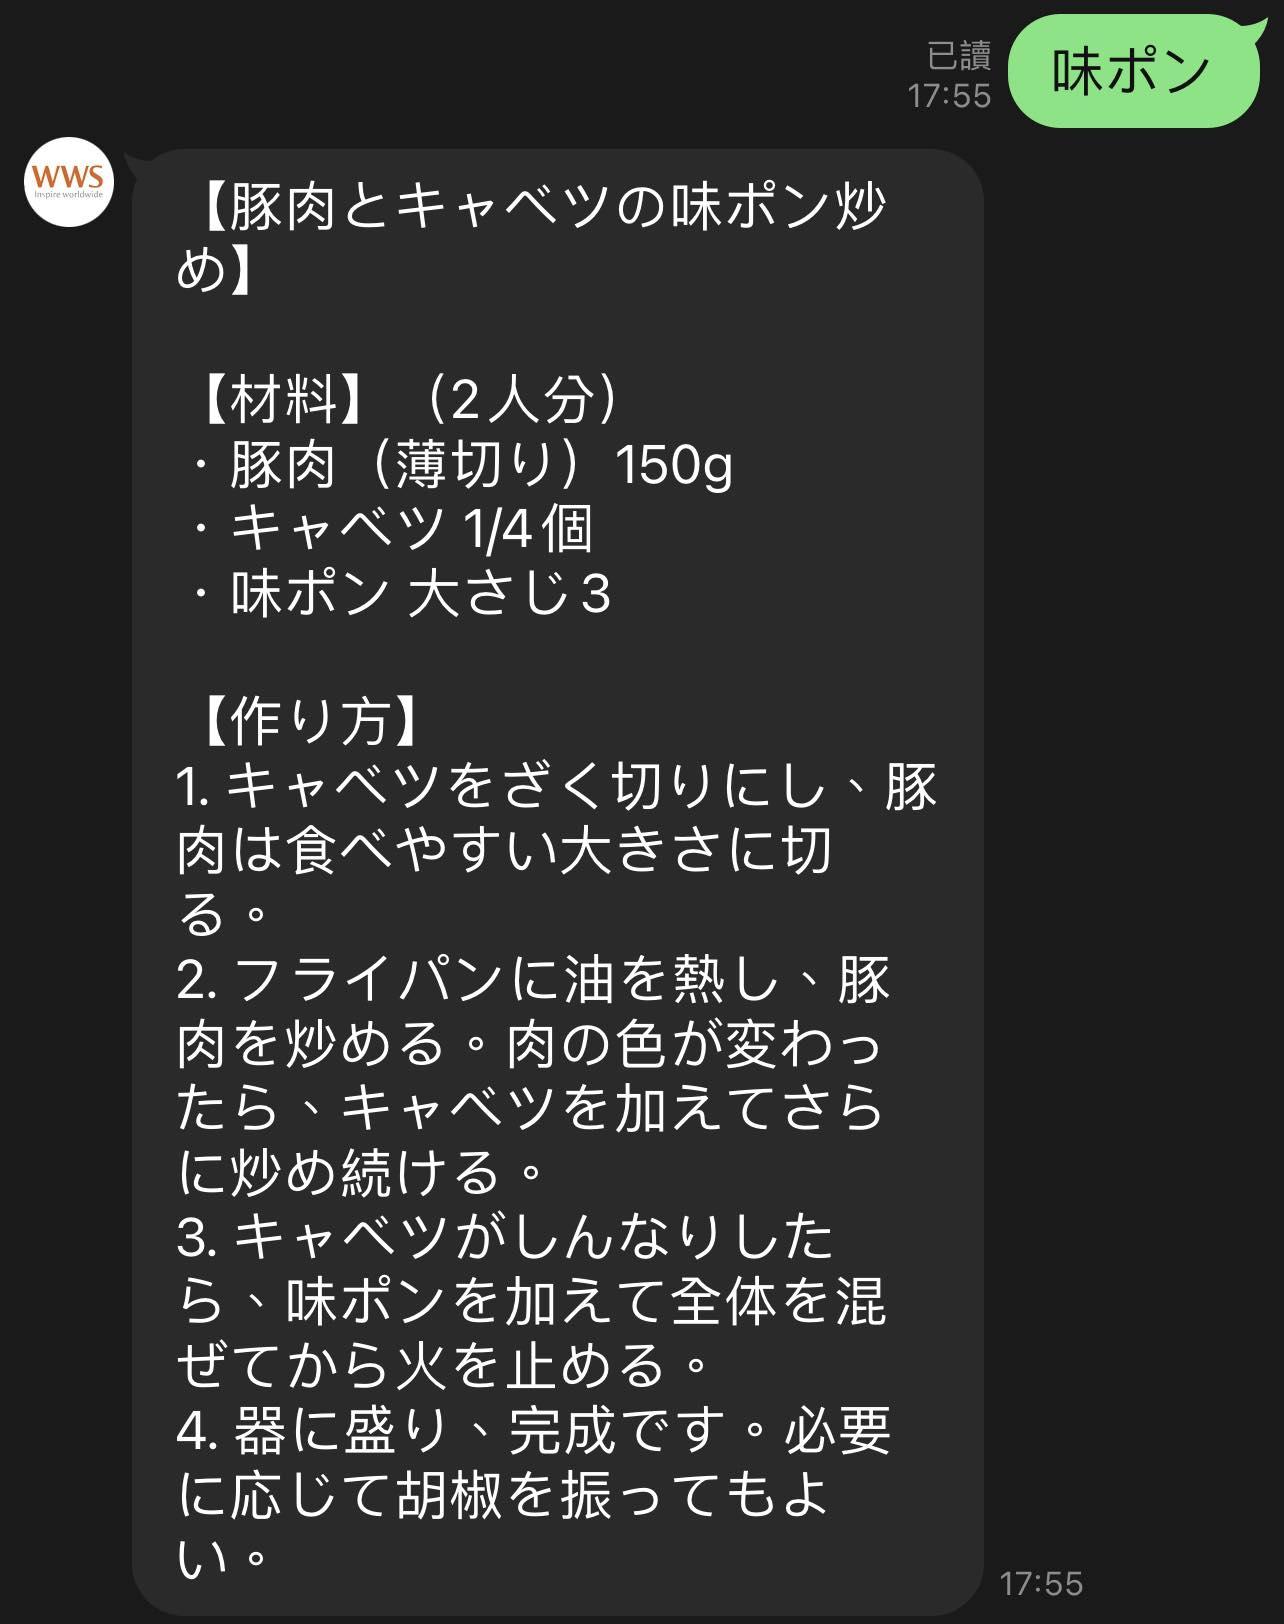 味ポン
已讀
17:55
WWS
Inspire worldwide
【豚肉とキャベツの味ポン炒
め】
【材料】（2人分）
・豚肉（薄切り）150g
・キャベツ 1/4個
・味ポン 大さじ3
【作り方】
1. キャベツをざく切りにし、豚
肉は食べやすい大きさに切
る。
2. フライパンに油を熱し、豚
肉を炒める。肉の色が変わっ
たら、キャベツを加えてさら
に炒め続ける。
3. キャベツがしんなりした
ら、味ポンを加えて全体を混
ぜてから火を止める。
4. 器に盛り、完成です。必要
に応じて胡椒を振ってもよ
い。
17:55